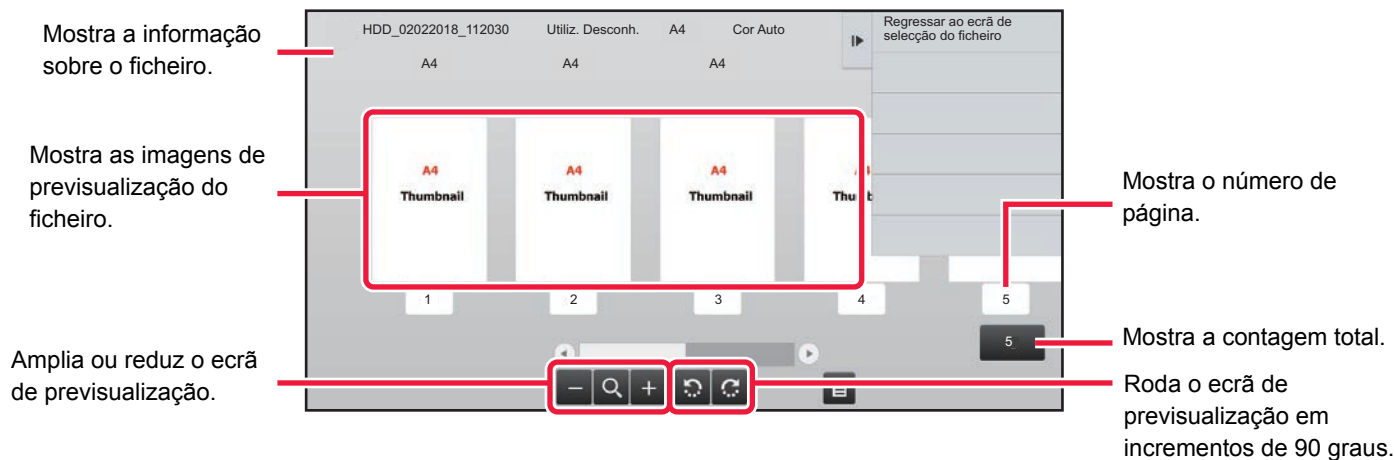 Mostra a informação
sobre o ficheiro.
HDD_02022018_112030 Utiliz. Desconh. A4 Cor Auto
A4 A4 A4
Regressar ao ecrã de
selecção do ficheiro
Mostra as imagens de
previsualização do
ficheiro.
A4 A4 A4
Thumbnail Thumbnail Thumbnail
Mostra o número de
página.
1 2 3 4 5
5
Mostra a contagem total.
Amplia ou reduz o ecrã
de previsualização.
Roda o ecrã de
previsualização em
incrementos de 90 graus.